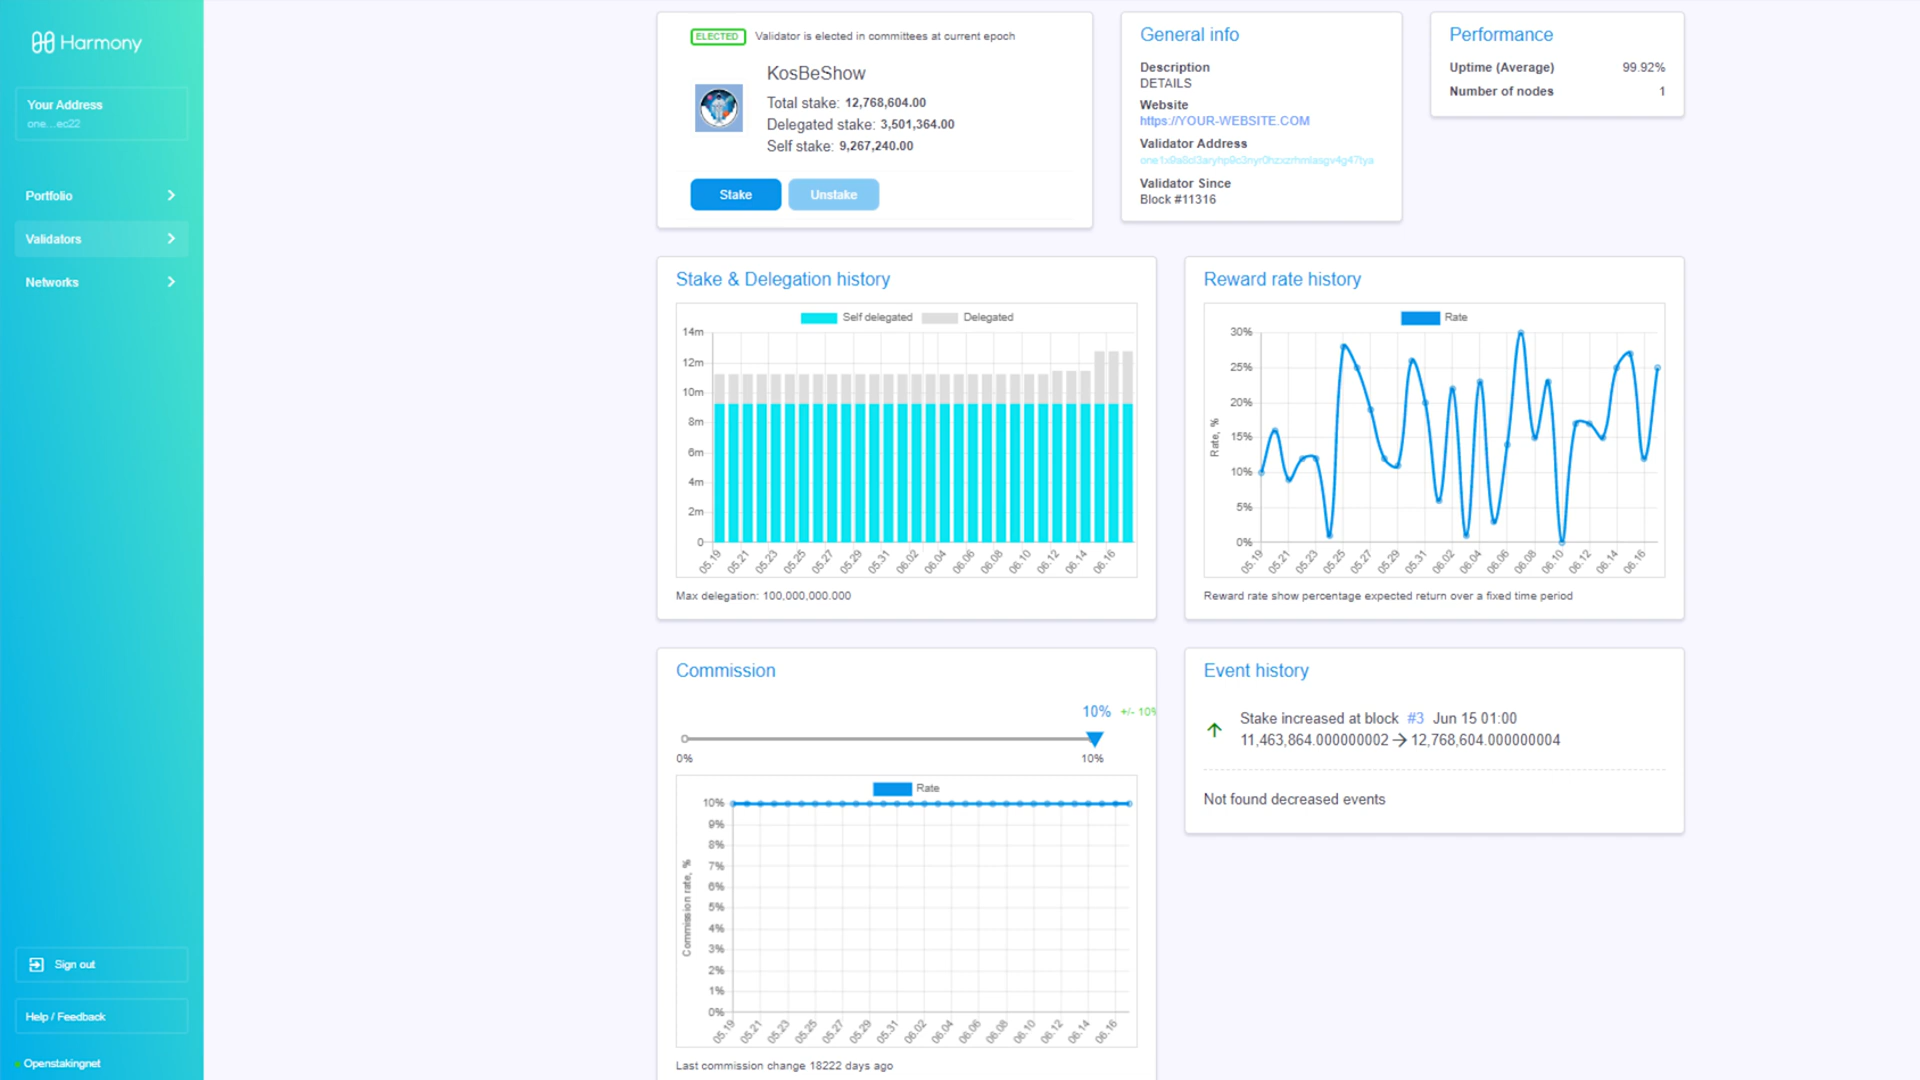 Harmony
Your Address
one...ec22
Portfolio
Validators
Networks
Sign out
Help / Feedback
Openstakingnet
ELECTED Validator is elected in committees at current epoch
KosBeShow
Total stake: 12,768,604.00
Delegated stake: 3,501,364.00
Self stake: 9,267,240.00
Stake Unstake
General info
Description
DETAILS
Website
https://YOUR-WEBSITE.COM
Validator Address
Validator Since
Block #11316
Performance
Uptime (Average) 99.92%
Number of nodes 1
Stake & Delegation history
Self delegated Delegated
14m
12m
10m
8m
6m
4m
2m
0
05.19 05.21 05.23 05.25 05.27 05.29 05.31 06.02 06.04 06.06 06.08 06.10 06.12 06.14 06.16
Max delegation: 100,000,000.000
Reward rate history
Rate
Rate, %
30%
25%
20%
15%
10%
5%
0%
05.19 05.21 05.23 05.25 05.27 05.29 05.31 06.02 06.04 06.06 06.08 06.10 06.12 06.14 06.16
Reward rate show percentage expected return over a fixed time period
Commission
10% +/- 10%
0% 10%
Rate
Commission rate, %
10%
9%
8%
7%
6%
5%
4%
3%
2%
1%
0%
05.19 05.21 05.23 05.25 05.27 05.29 05.31 06.02 06.04 06.06 06.08 06.10 06.12 06.14 06.16
Last commission change 18222 days ago
Event history
Stake increased at block #3 Jun 15 01:00
11,463,864.000000002 → 12,768,604.000000004
Not found decreased events